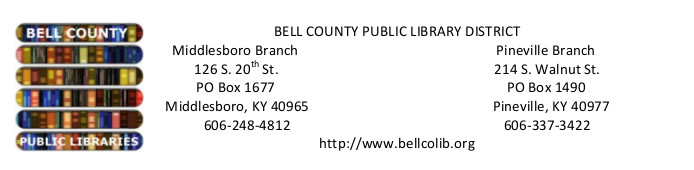 BELL COUNTY
PUBLIC LIBRARIES
BELL COUNTY PUBLIC LIBRARY DISTRICT
Middlesboro Branch Pineville Branch
126 S. 20th St. 214 S. Walnut St.
PO Box 1677 PO Box 1490
Middlesboro, KY 40965 Pineville, KY 40977
606-248-4812 606-337-3422
http://www.bellcolib.org